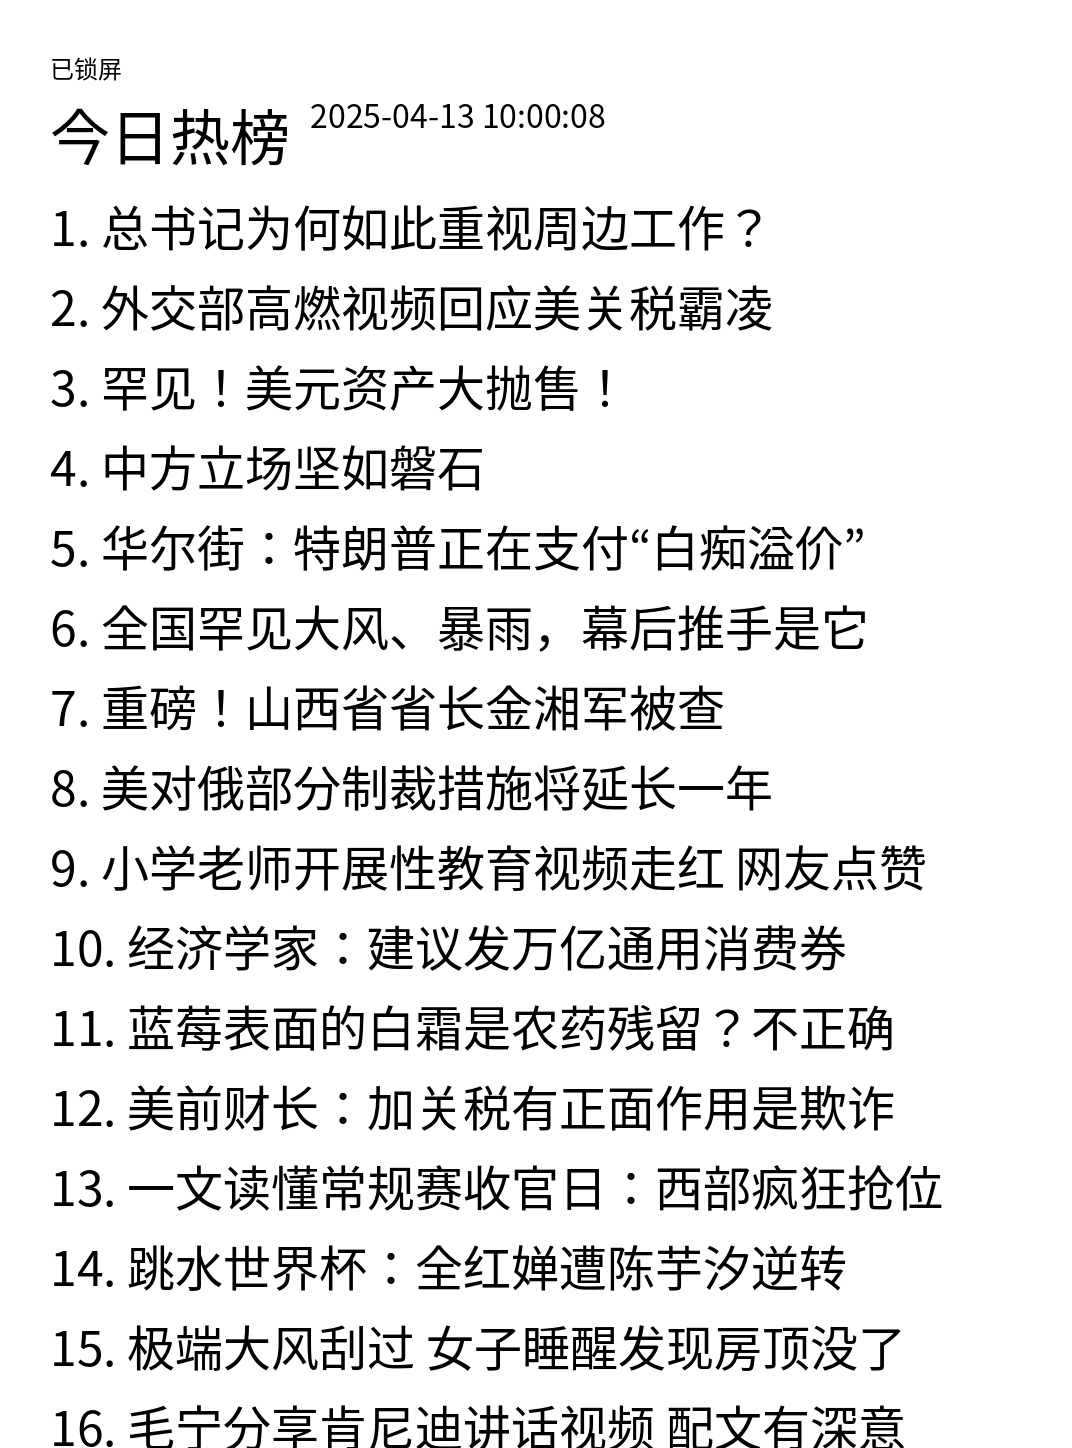 已锁屏
今日热榜 2025-04-13 10:00:08
1. 总书记为何如此重视周边工作？
2. 外交部高燃视频回应美关税霸凌
3. 罕见！美元资产大抛售！
4. 中方立场坚如磐石
5. 华尔街：特朗普正在支付“白痴溢价”
6. 全国罕见大风、暴雨，幕后推手是它
7. 重磅！山西省省长金湘军被查
8. 美对俄部分制裁措施将延长一年
9. 小学老师开展性教育视频走红 网友点赞
10. 经济学家：建议发万亿通用消费券
11. 蓝莓表面的白霜是农药残留？不正确
12. 美前财长：加关税有正面作用是欺诈
13. 一文读懂常规赛收官日：西部疯狂抢位
14. 跳水世界杯：全红婵遭陈芋汐逆转
15. 极端大风刮过 女子睡醒发现房顶没了
16. 毛宁分享肯尼迪讲话视频 配文有深意